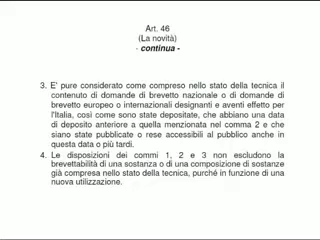 Art. 46
(La novità)
- continua -
3. E' pure considerato come compreso nello stato della tecnica il
contenuto di domande di brevetto nazionale o di domande di
brevetto europeo o internazionali designanti e aventi effetto per
l'Italia, così come sono state depositate, che abbiano una data
di deposito anteriore a quella menzionata nel comma 2 e che
siano state pubblicate o rese accessibili al pubblico anche in
questa data o più tardi.
4. Le disposizioni dei commi 1, 2 e 3 non escludono la
brevettabilità di una sostanza o di una composizione di sostanze
già compresa nello stato della tecnica, purché in funzione di una
nuova utilizzazione.